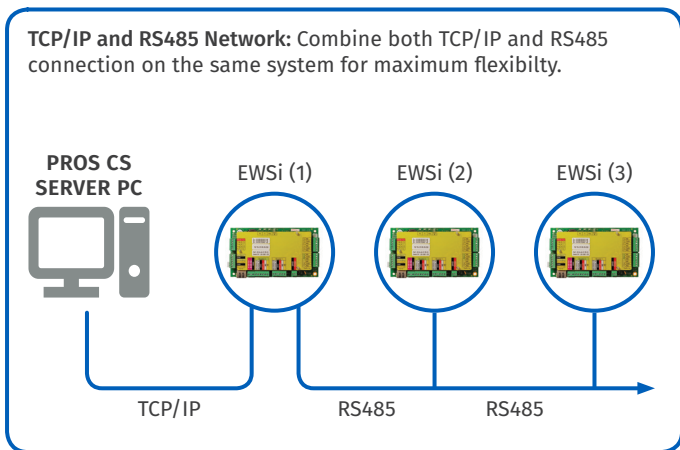 TCP/IP and RS485 Network: Combine both TCP/IP and RS485
connection on the same system for maximum flexibilty.
PROS CS
SERVER PC
EWSi (1)
EWSi (2)
EWSi (3)
TCP/IP
RS485
RS485